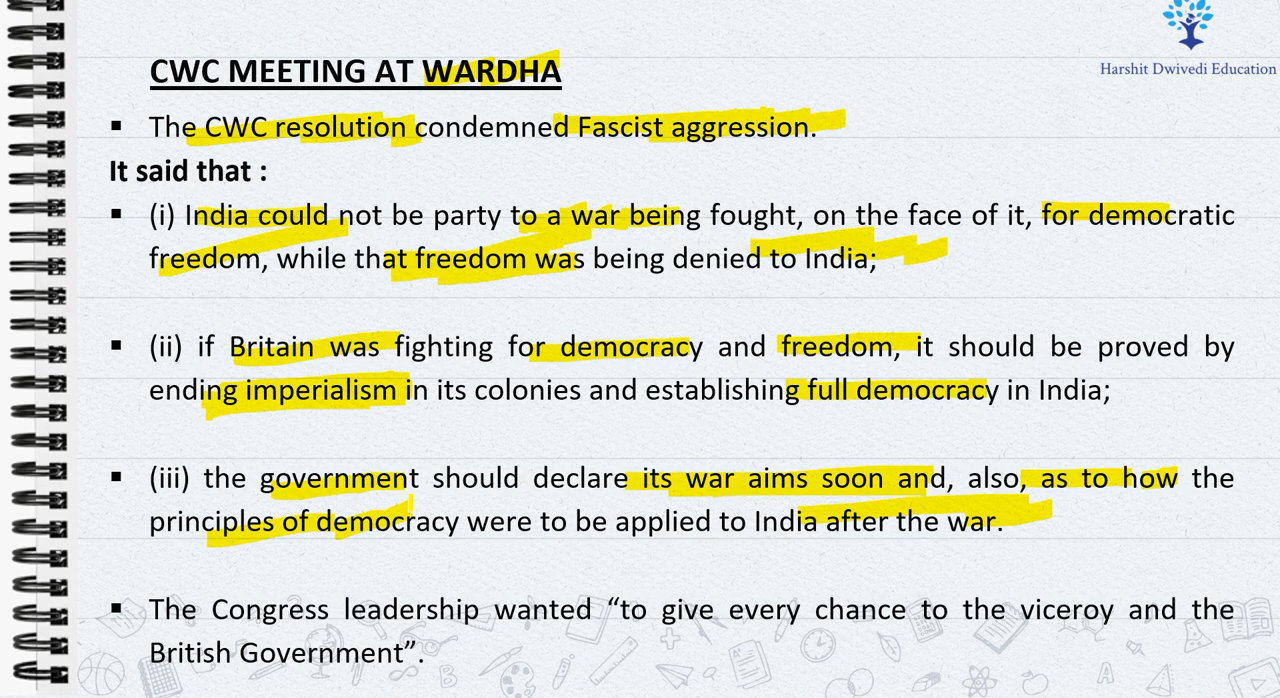 Harshit Dwivedi Education
CWC MEETING AT WARDHA
▪ The CWC resolution condemned Fascist aggression.
It said that :
▪ (i) India could not be party to a war being fought, on the face of it, for democratic
freedom, while that freedom was being denied to India;
▪ (ii) if Britain was fighting for democracy and freedom, it should be proved by
ending imperialism in its colonies and establishing full democracy in India;
▪ (iii) the government should declare its war aims soon and, also, as to how the
principles of democracy were to be applied to India after the war.
▪ The Congress leadership wanted “to give every chance to the viceroy and the
British Government”.